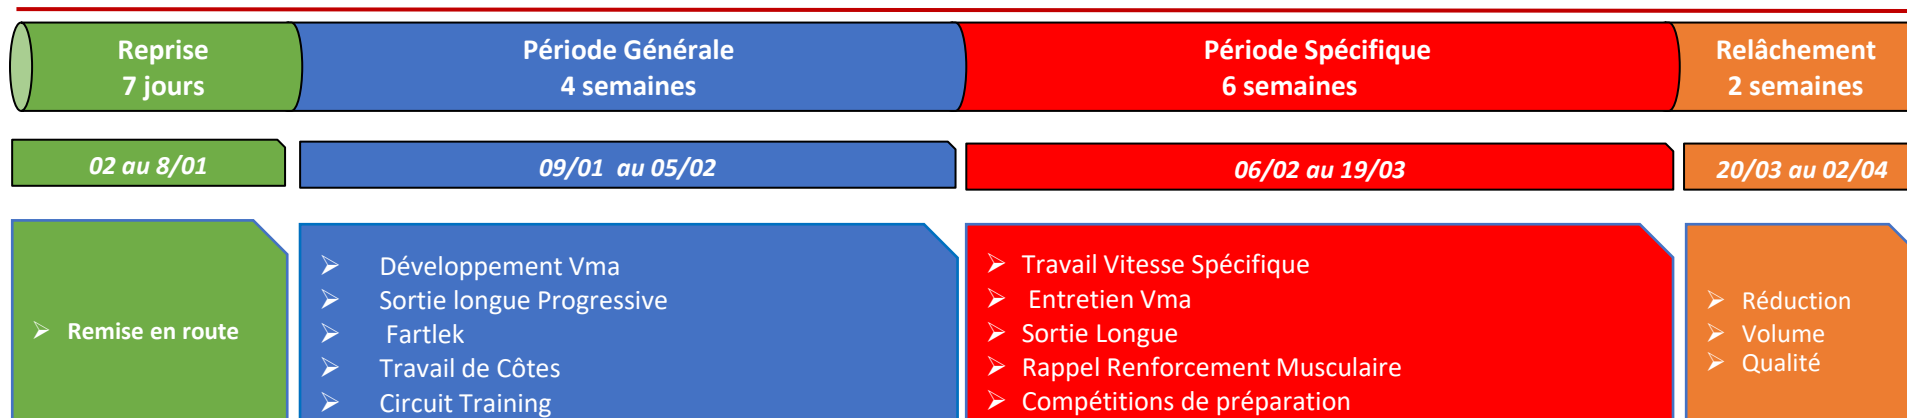 Reprise
7 jours
Période Générale
4 semaines
Période Spécifique
6 semaines
Relâchement
2 semaines
02 au 8/01
09/01 au 05/02
06/02 au 19/03
20/03 au 02/04
➢ Remise en route
➢ Développement Vma
➢ Sortie longue Progressive
➢ Fartlek
➢ Travail de Côtes
➢ Circuit Training
➢ Travail Vitesse Spécifique
➢ Entretien Vma
➢ Sortie Longue
➢ Rappel Renforcement Musculaire
➢ Compétitions de préparation
➢ Réduction
➢ Volume
➢ Qualité